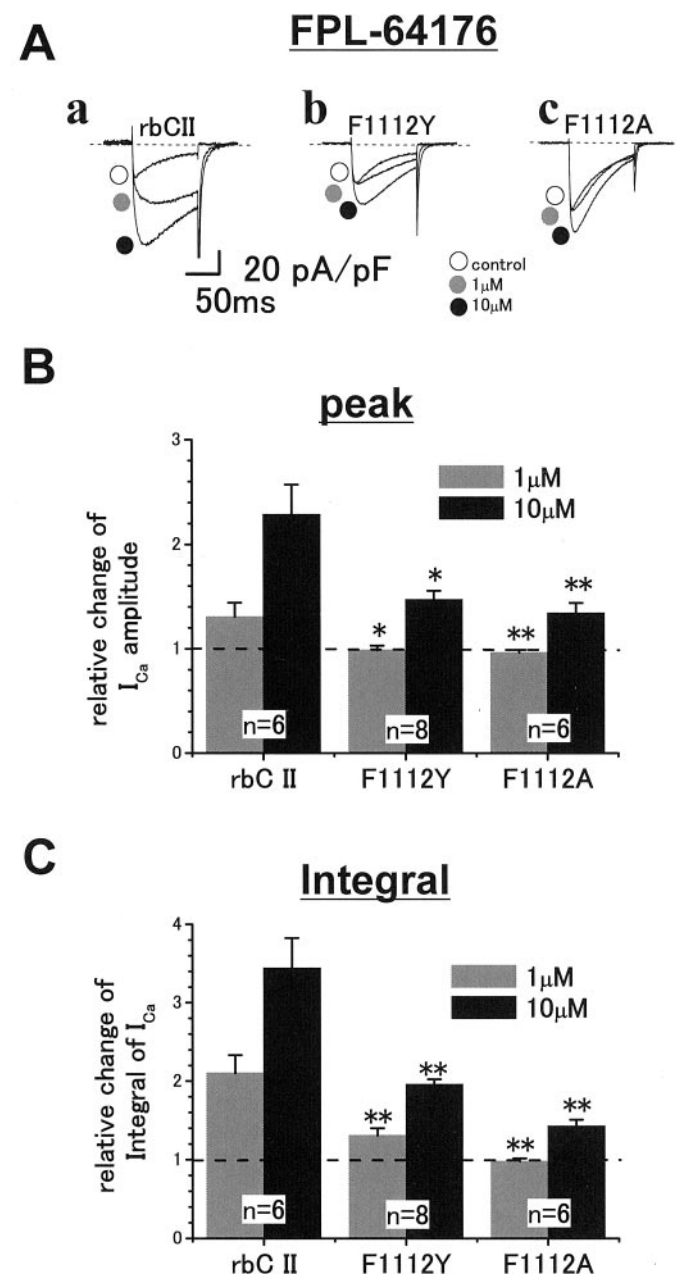 A
FPL-64176
a
rbCII
b
F1112Y
c
F1112A
20 pA/pF
50ms
control
1μM
10μM
B
peak
relative change of
I_Ca amplitude
3
2
1
0
1μM
10μM
*
*
**
**
n=6
n=8
n=6
rbC II
F1112Y
F1112A
C
Integral
relative change of
Integral of I_Ca
4
3
2
1
0
1μM
10μM
**
**
**
**
n=6
n=8
n=6
rbC II
F1112Y
F1112A